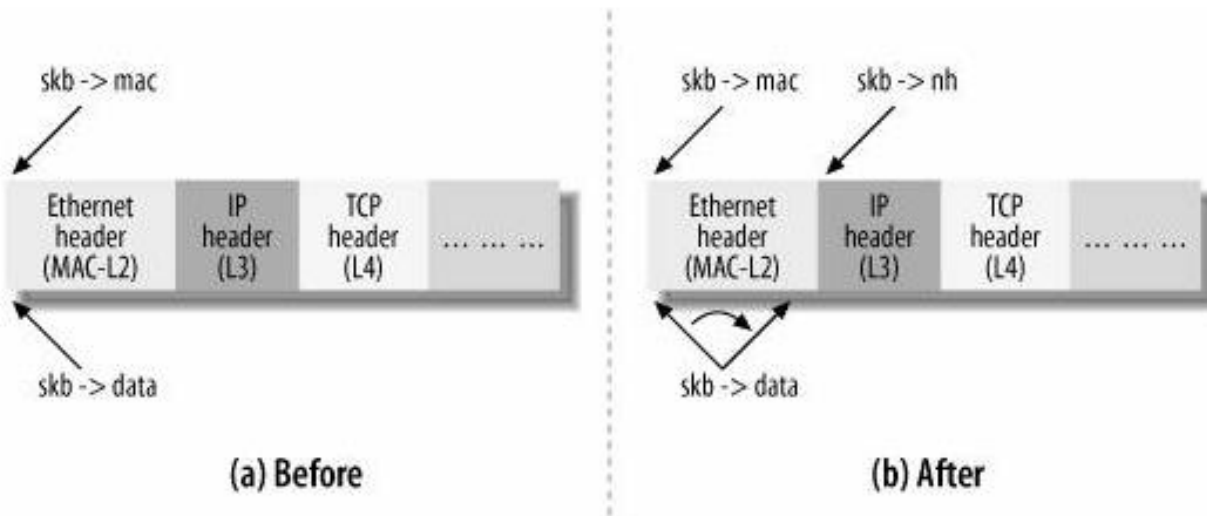 skb -> mac
Ethernet
header
(MAC-L2)
IP
header
(L3)
TCP
header
(L4)
... ... ...
skb -> data
(a) Before
skb -> mac
skb -> nh
Ethernet
header
(MAC-L2)
IP
header
(L3)
TCP
header
(L4)
... ... ...
skb -> data
(b) After